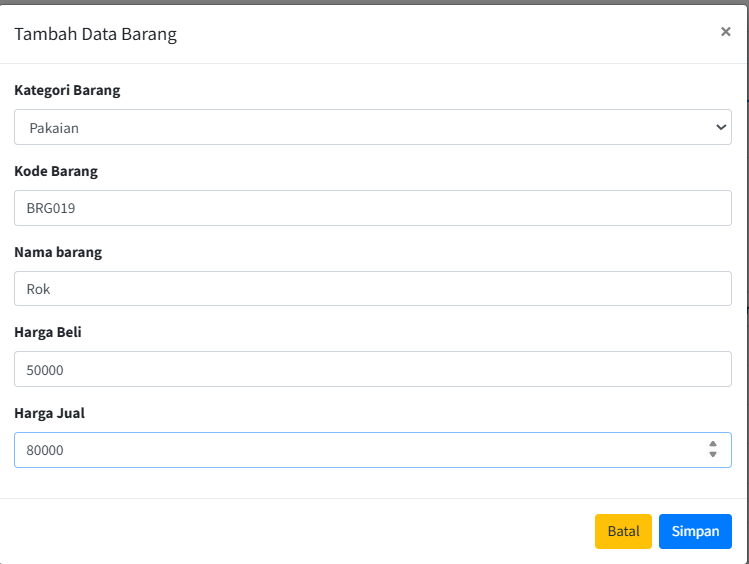 Tambah Data Barang ×
Kategori Barang
Pakaian
Kode Barang
BRG019
Nama barang
Rok
Harga Beli
50000
Harga Jual
80000
Batal Simpan